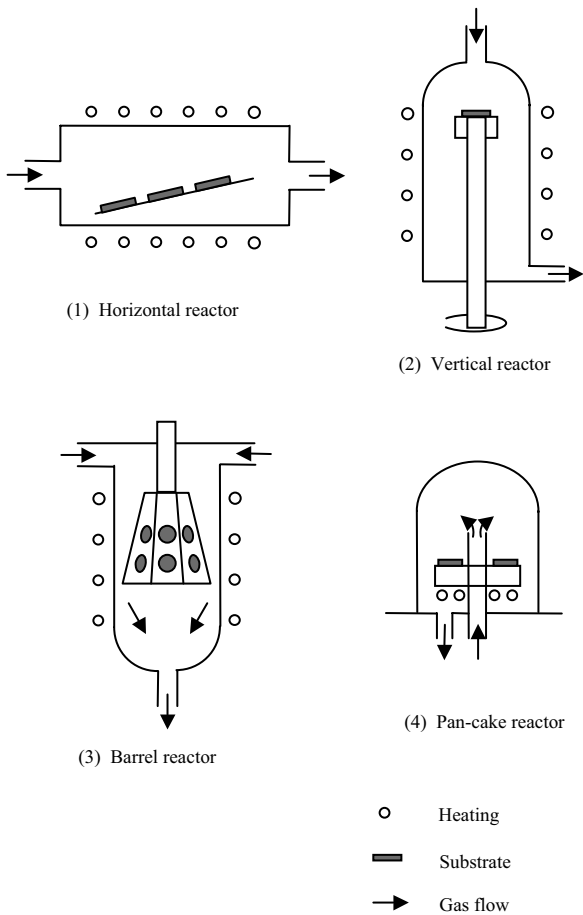 (1) Horizontal reactor
(2) Vertical reactor
(3) Barrel reactor
(4) Pan-cake reactor
Heating
Substrate
Gas flow